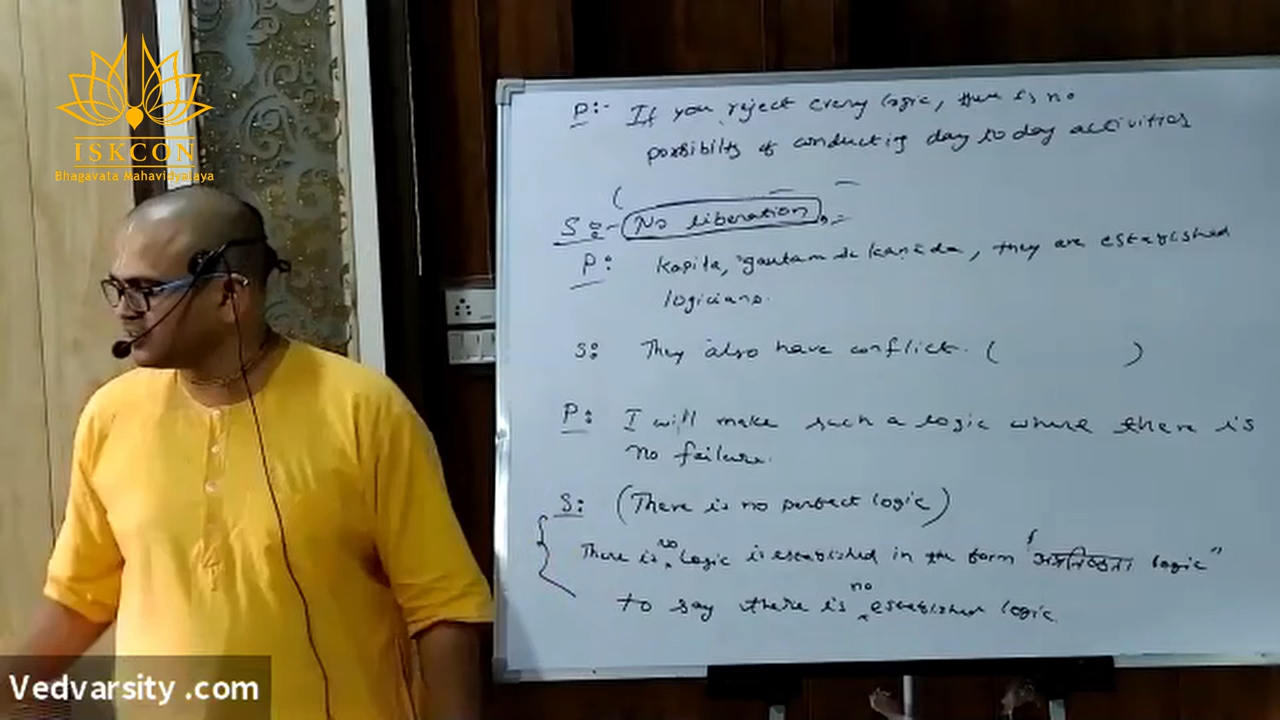 ISKCON
Bhagavata Mahavidyalaya
P:- If you reject every logic, there is no
possibility of conducting day to day activities
S:- No liberation
P: Kapila, gautam & Kanada, they are established
logicians.
S: They also have conflict. ( )
P: I will make such a logic where there is
no failure.
S: (There is no perfect logic)
There is no logic is established in the form " logic"
to say there is no established logic.
Vedvarsity .com